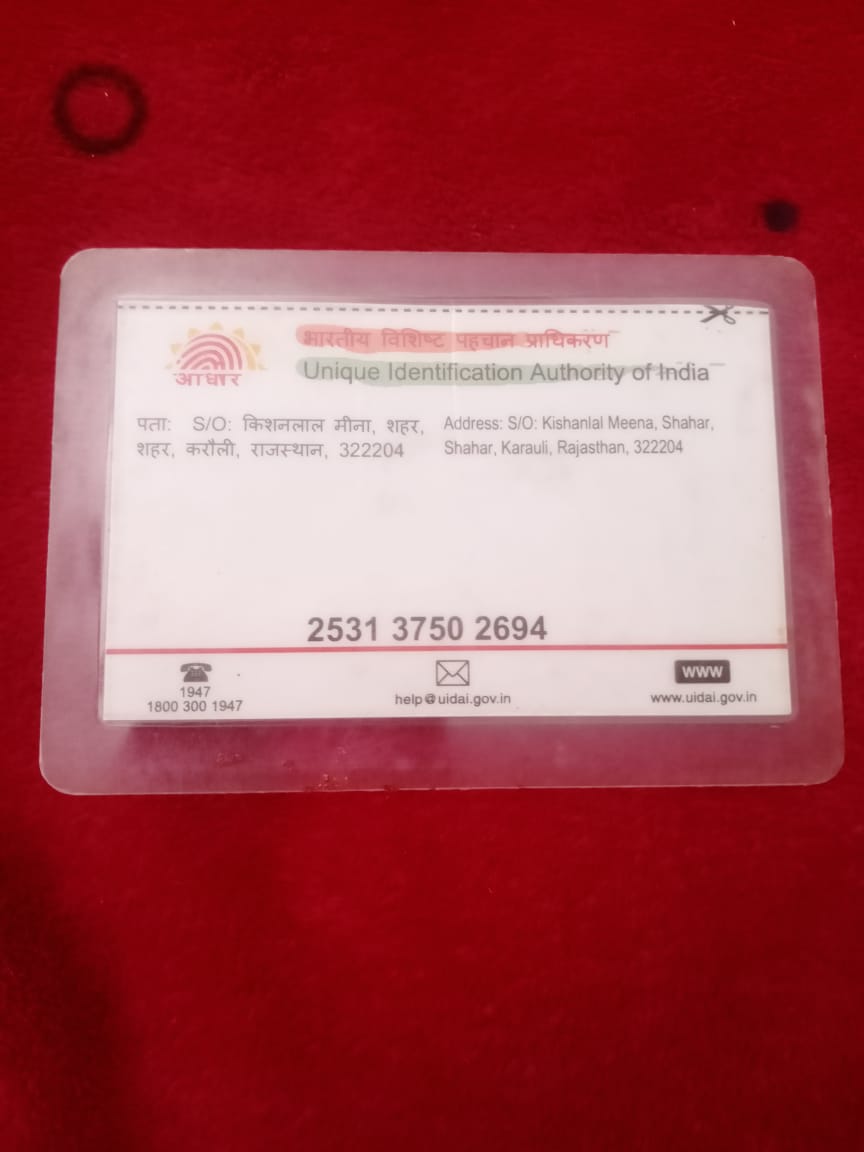 भारतीय विशिष्ट पहचान प्राधिकरण
आधार
Unique Identification Authority of India
पता: S/O: किशनलाल मीना, शहर,
शहर, करौली, राजस्थान, 322204
Address: S/O: Kishanlal Meena, Shahar,
Shahar, Karauli, Rajasthan, 322204
2531 3750 2694
1947
1800 300 1947
help@uidai.gov.in
www
www.uidai.gov.in